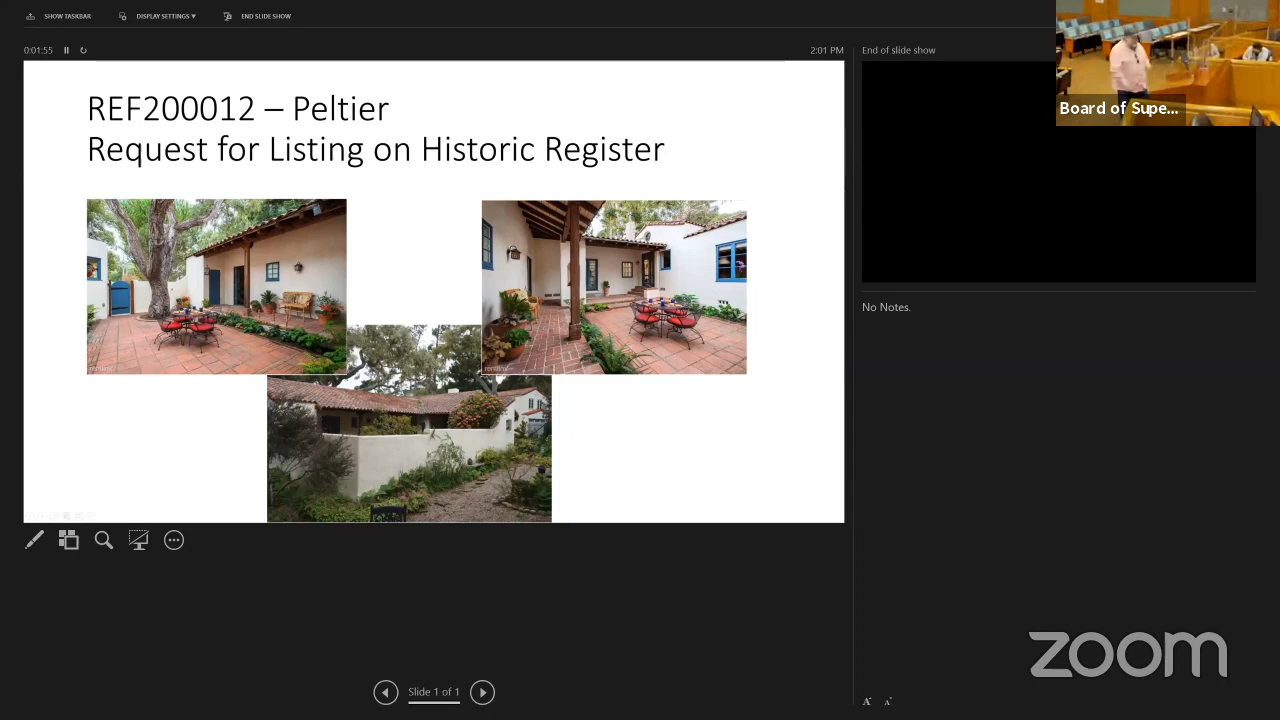 SHOW TASKBAR
DISPLAY SETTINGS ▾
END SLIDE SHOW
0:01:55
2:01 PM
End of slide show
Board of Supe...
REF200012 – Peltier
Request for Listing on Historic Register
No Notes.
zoom
Slide 1 of 1
A A